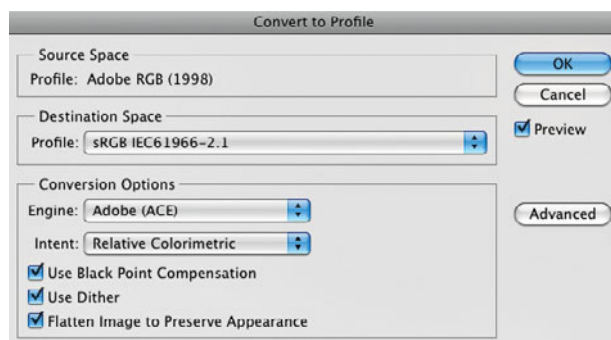 Convert to Profile
Source Space
Profile: Adobe RGB (1998)
Destination Space
Profile: sRGB IEC61966-2.1
Conversion Options
Engine: Adobe (ACE)
Intent: Relative Colorimetric
Use Black Point Compensation
Use Dither
Flatten Image to Preserve Appearance
OK
Cancel
Preview
Advanced